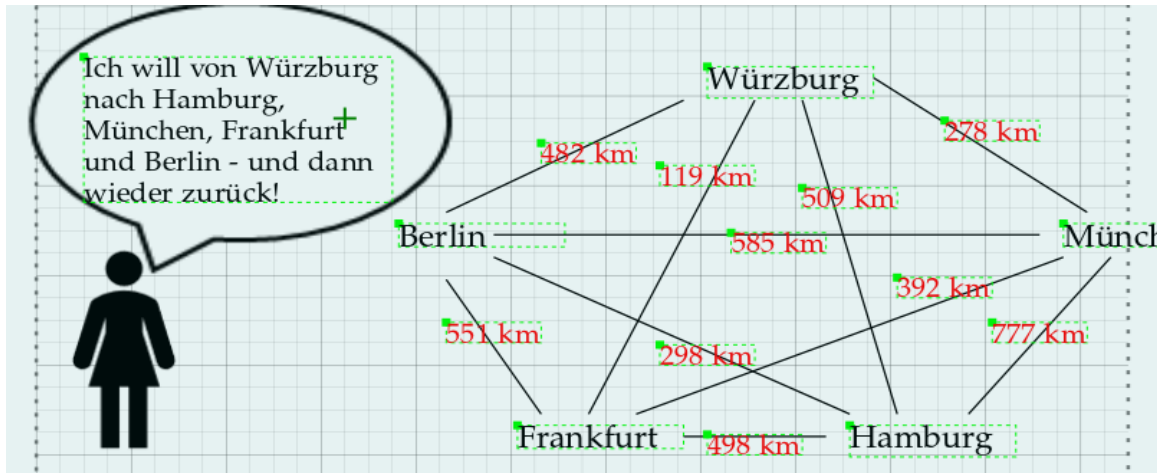 Ich will von Würzburg
nach Hamburg,
München, Frankfurt
und Berlin - und dann
wieder zurück!
Würzburg
278 km
482 km
119 km
509 km
Berlin
585 km
Münch
392 km
551 km
298 km
777 km
Frankfurt
498 km
Hamburg